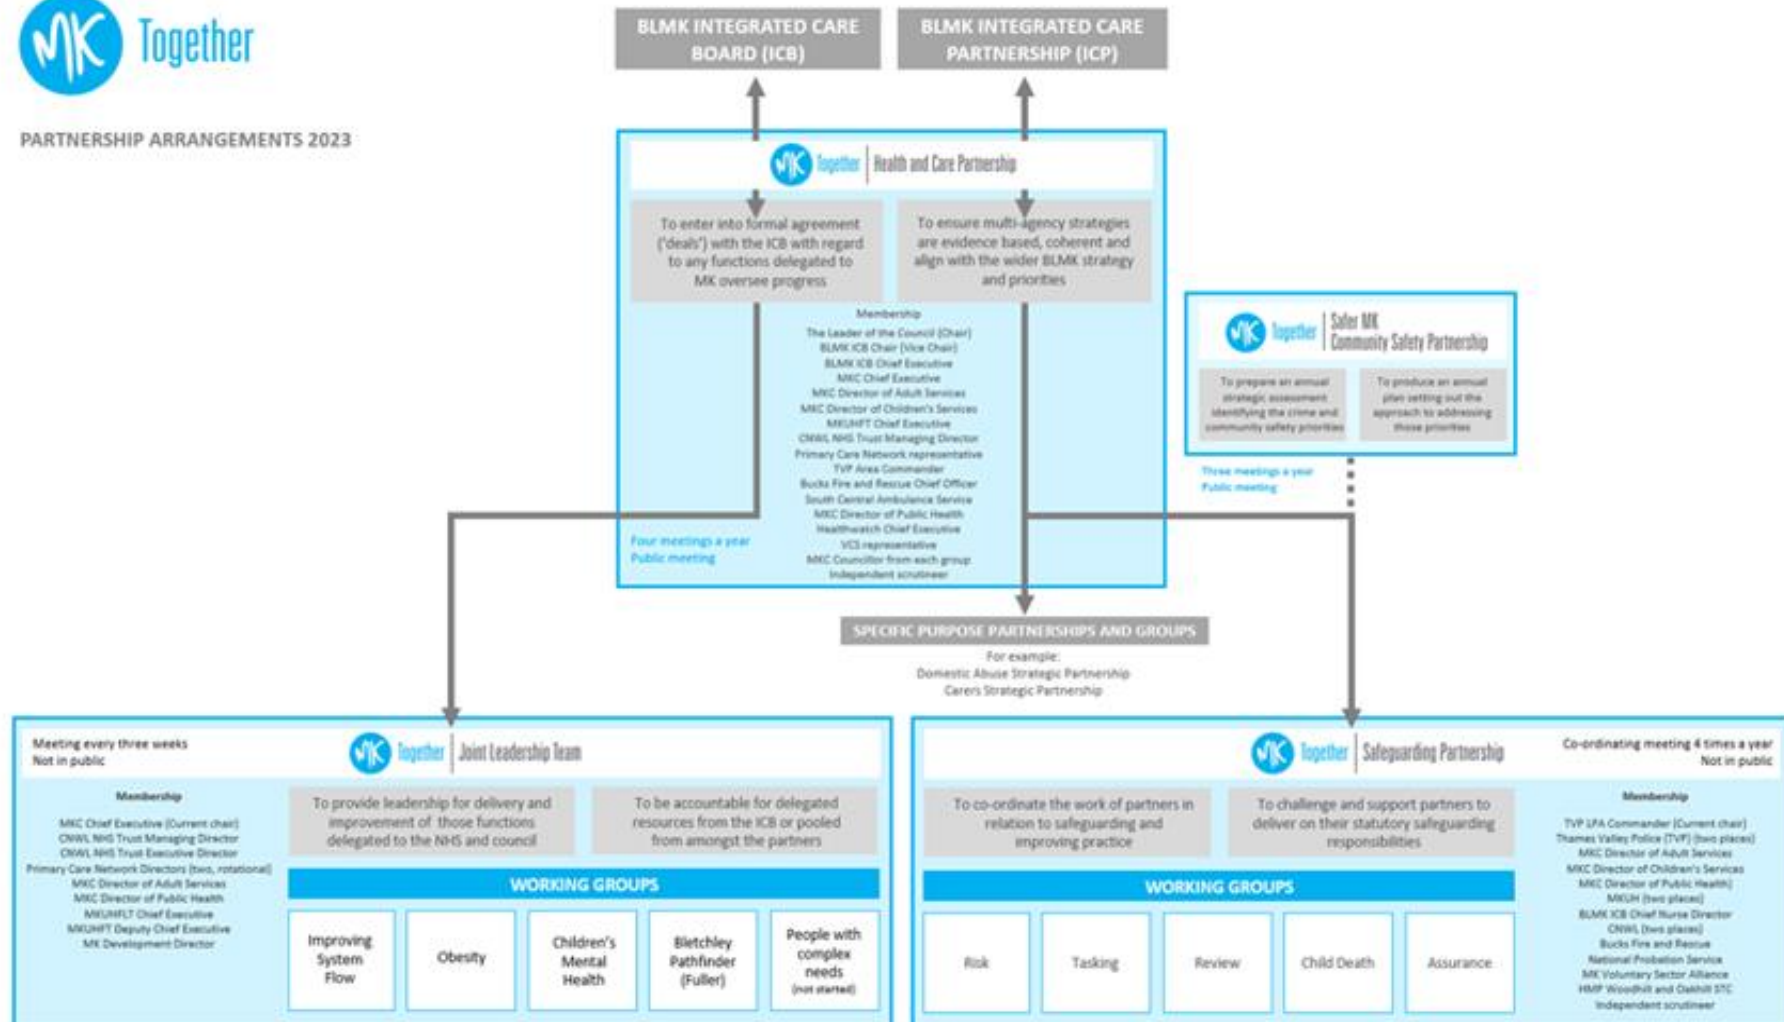 MK Together
PARTNERSHIP ARRANGEMENTS 2023
BLMK INTEGRATED CARE
BOARD (ICB)
BLMK INTEGRATED CARE
PARTNERSHIP (ICP)
MK Together | Health and Care Partnership
To enter into formal agreement
('deals') with the ICB with regard
to any functions delegated to
MK oversee progress
To ensure multi-agency strategies
are evidence based, coherent and
align with the wider BLMK strategy
and priorities
Membership
The Leader of the Council (Chair)
BLMK ICB Chair (Vice Chair)
BLMK ICB Chief Executive
MKC Chief Executive
MKC Director of Adult Services
MKC Director of Children's Services
MKUHFT Chief Executive
CNWL NHS Trust Managing Director
Primary Care Network representative
TVP Area Commander
Bucks Fire and Rescue Chief Officer
South Central Ambulance Service
MKC Director of Public Health
Healthwatch Chief Executive
VCS representative
MKC Councillor from each group
Independent scrutineer
Four meetings a year
Public meeting
MK Together | Safer MK
Community Safety Partnership
To prepare an annual
strategic assessment
identifying the crime and
community safety priorities
To produce an annual
plan setting out the
approach to addressing
those priorities
Three meetings a year
Public meeting
SPECIFIC PURPOSE PARTNERSHIPS AND GROUPS
For example:
Domestic Abuse Strategic Partnership
Carers Strategic Partnership
Meeting every three weeks
Not in public
MK Together | Joint Leadership Team
Membership
MKC Chief Executive (Current chair)
CNWL NHS Trust Managing Director
CNWL NHS Trust Executive Director
Primary Care Network Directors (two, rotational)
MKC Director of Adult Services
MKC Director of Public Health
MKUHFLT Chief Executive
MKUHFT Deputy Chief Executive
MK Development Director
To provide leadership for delivery and
improvement of those functions
delegated to the NHS and council
To be accountable for delegated
resources from the ICB or pooled
from amongst the partners
WORKING GROUPS
Improving
System
Flow
Obesity
Children's
Mental
Health
Bletchley
Pathfinder
(Fuller)
People with
complex
needs
(not started)
MK Together | Safeguarding Partnership
Co-ordinating meeting 4 times a year
Not in public
To co-ordinate the work of partners in
relation to safeguarding and
improving practice
To challenge and support partners to
deliver on their statutory safeguarding
responsibilities
WORKING GROUPS
Risk
Tasking
Review
Child Death
Assurance
Membership
TVP LPA Commander (Current chair)
Thames Valley Police (TVP) (two places)
MKC Director of Adult Services
MKC Director of Children's Services
MKC Director of Public Health)
MKUH (two places)
BLMK ICB Chief Nurse Director
CNWL (two places)
Bucks Fire and Rescue
National Probation Service
MK Voluntary Sector Alliance
HMP Woodhill and Oakhill STC
Independent scrutineer